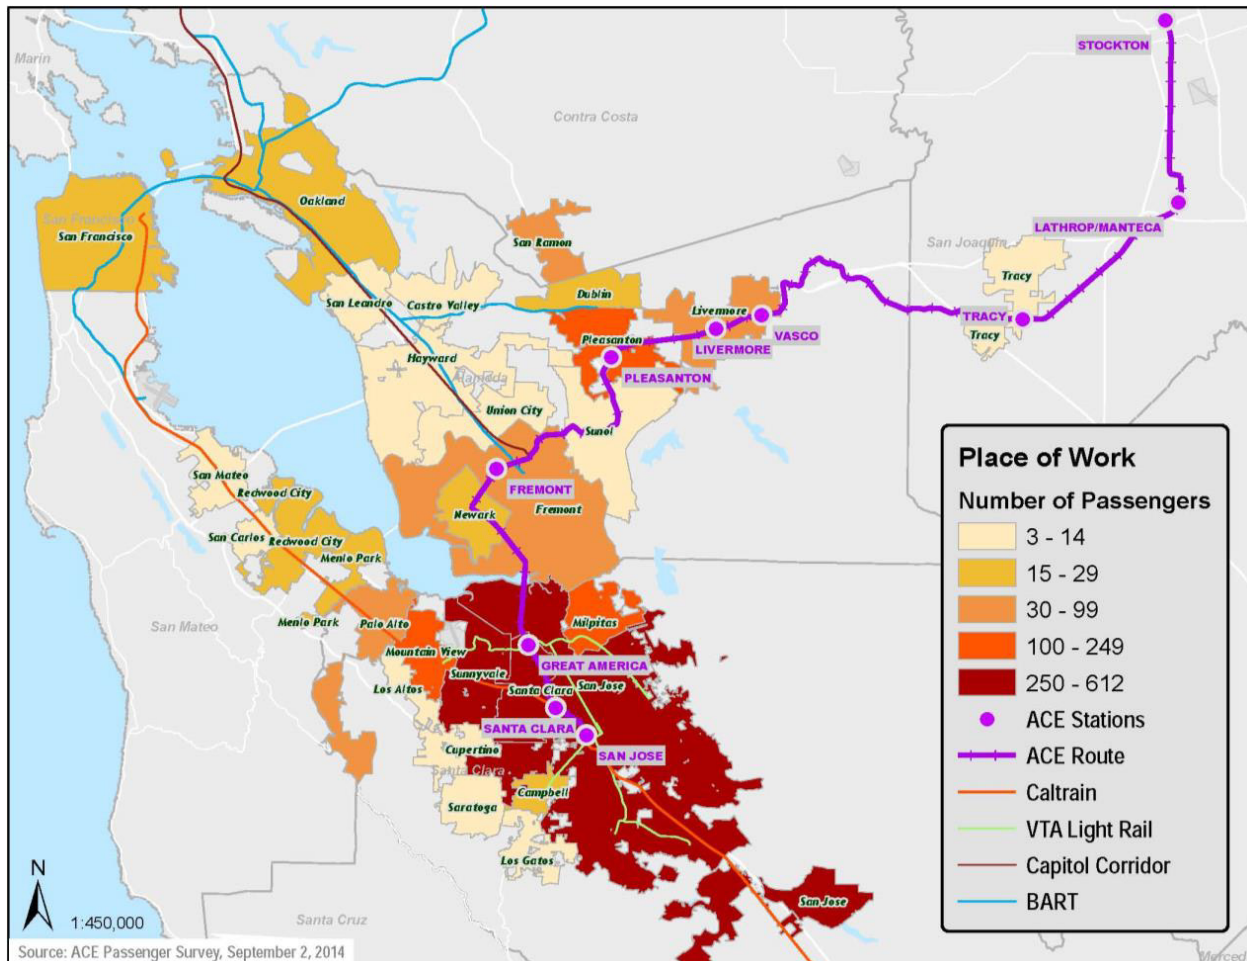 STOCKTON
Marin
Contra Costa
Oakland
San Francisco
San Francisco
San Ramon
LATHROP/MANTECA
San Joaquin
Tracy
Dublin
San Leandro
Castro Valley
Livermore
VASCO
TRACY
Tracy
LIVERMORE
Pleasanton
PLEASANTON
Hayward
Alameda
Union City
Sunol
San Mateo
FREMONT
Redwood City
Newark
Fremont
San Carlos
Redwood City
Menlo Park
Menlo Park
Palo Alto
Milpitas
San Mateo
Mountain View
GREAT AMERICA
Sunnyvale
Los Altos
Santa Clara
San Jose
SANTA CLARA
Cupertino
SAN JOSE
Santa Clara
Campbell
Saratoga
Los Gatos
San Jose
Santa Cruz
Merced
Place of Work
Number of Passengers
3 - 14
15 - 29
30 - 99
100 - 249
250 - 612
ACE Stations
ACE Route
Caltrain
VTA Light Rail
Capitol Corridor
BART
N
1:450,000
Source: ACE Passenger Survey, September 2, 2014